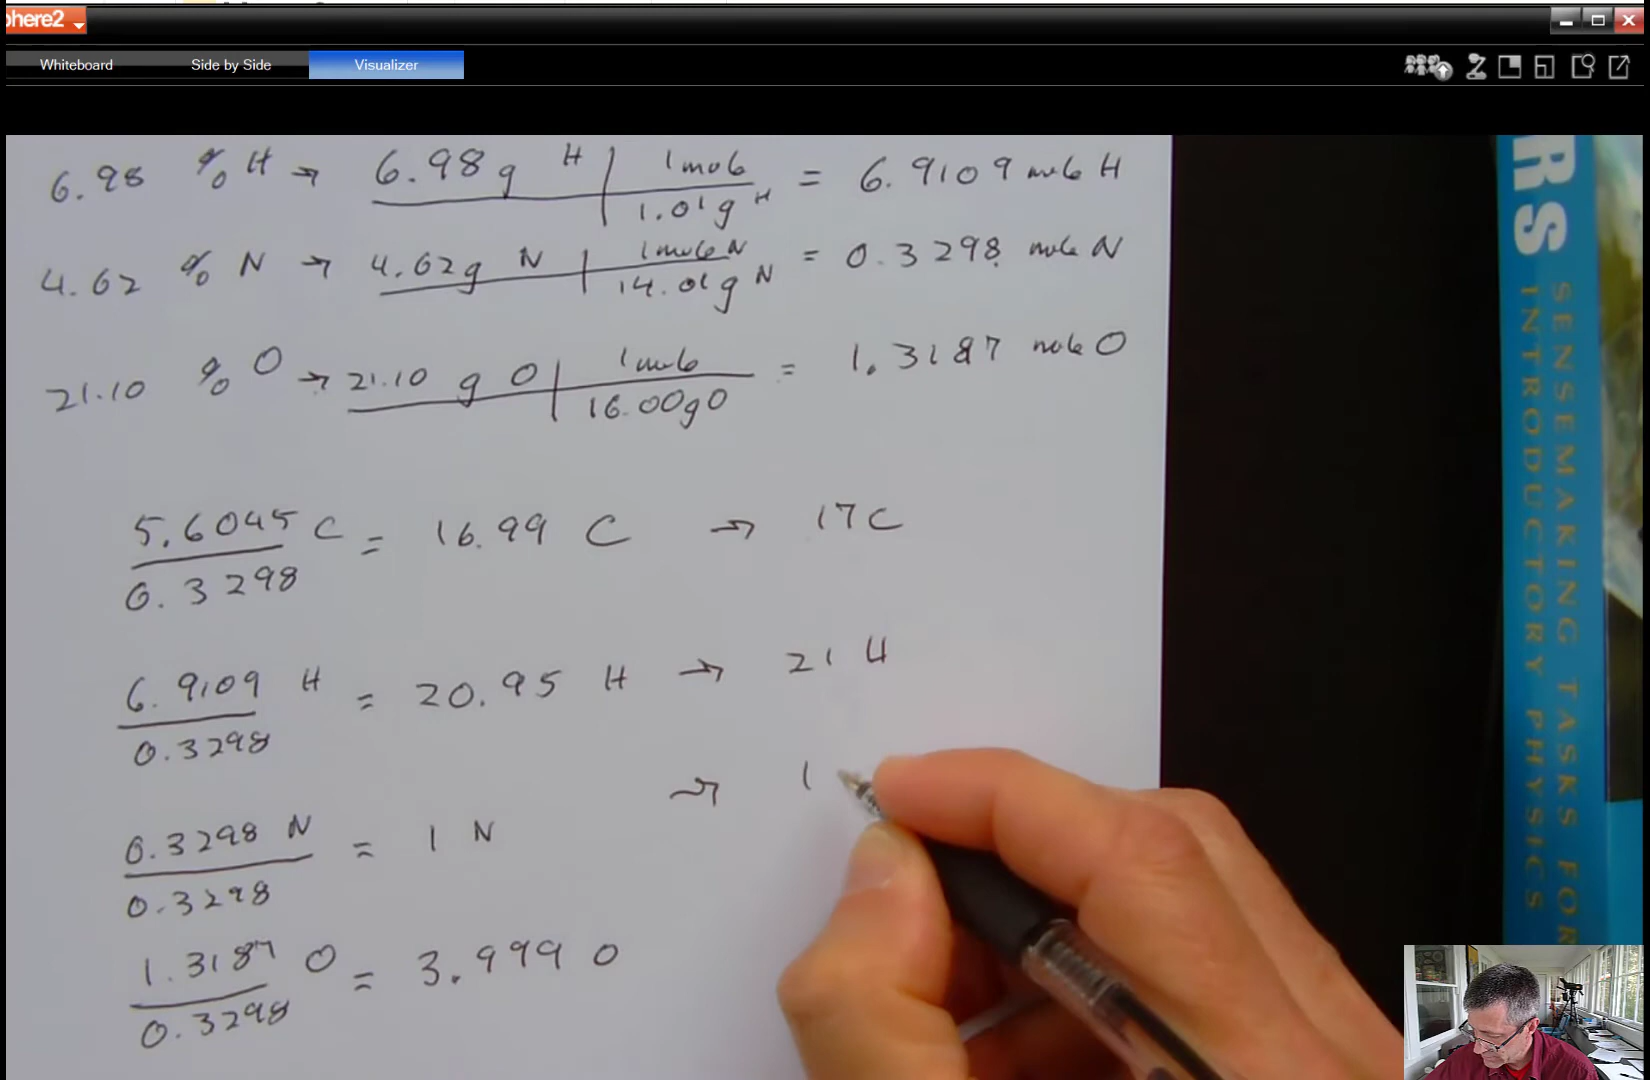 phere2
Whiteboard Side by Side Visualizer
6.98 % H → 6.98 g H | 1 mole / 1.01 g H = 6.9109 mole H
4.62 % N → 4.62 g N | 1 mole N / 14.01 g N = 0.3298 mole N
21.10 % O → 21.10 g O | 1 mole / 16.00 g O = 1.3187 mole O
5.6045 C / 0.3298 = 16.99 C → 17 C
6.9109 H / 0.3298 = 20.95 H → 21 H
0.3298 N / 0.3298 = 1 N → 1
1.3187 O / 0.3298 = 3.999 O
RS
SENSEMAKING TASKS FOR
INTRODUCTORY PHYSICS